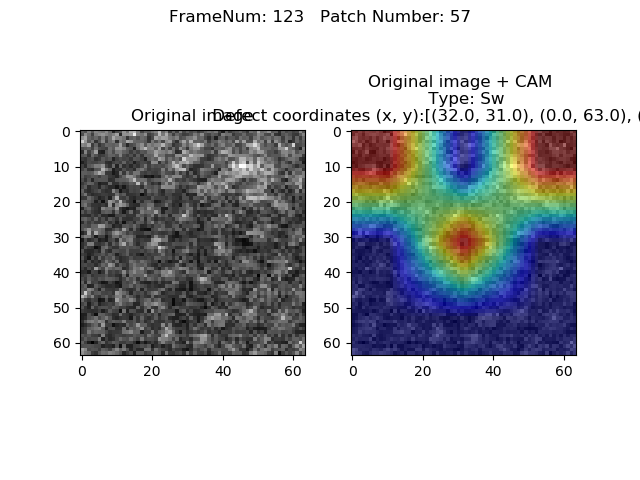 FrameNum: 123   Patch Number: 57
Original image + CAM
Type: Sw
Original image
Defect coordinates (x, y):[(32.0, 31.0), (0.0, 63.0), (
0
10
20
30
40
50
60
0 20 40 60
0
10
20
30
40
50
60
0 20 40 60